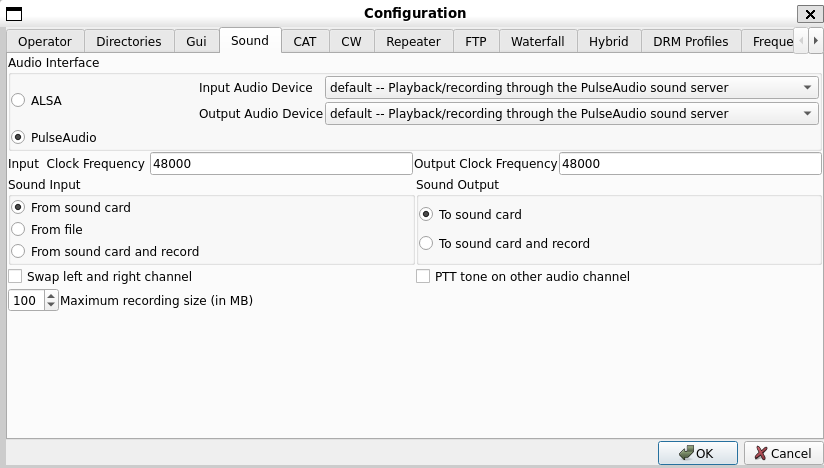 Configuration
Operator Directories Gui Sound CAT CW Repeater FTP Waterfall Hybrid DRM Profiles Freque
Audio Interface
ALSA
PulseAudio
Input Audio Device default -- Playback/recording through the PulseAudio sound server
Output Audio Device default -- Playback/recording through the PulseAudio sound server
Input Clock Frequency 48000 Output Clock Frequency 48000
Sound Input
From sound card
From file
From sound card and record
Sound Output
To sound card
To sound card and record
Swap left and right channel PTT tone on other audio channel
100 Maximum recording size (in MB)
OK Cancel